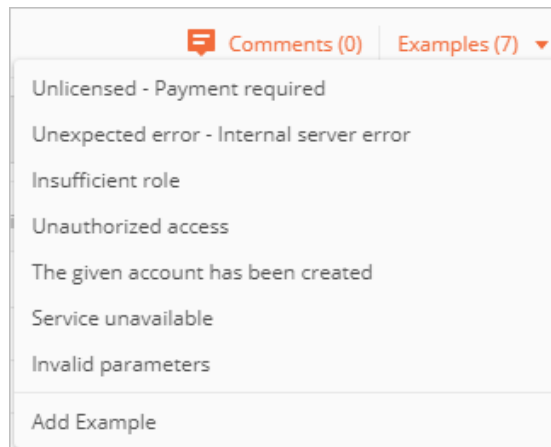 Comments (0) Examples (7)
Unlicensed - Payment required
Unexpected error - Internal server error
Insufficient role
Unauthorized access
The given account has been created
Service unavailable
Invalid parameters
Add Example